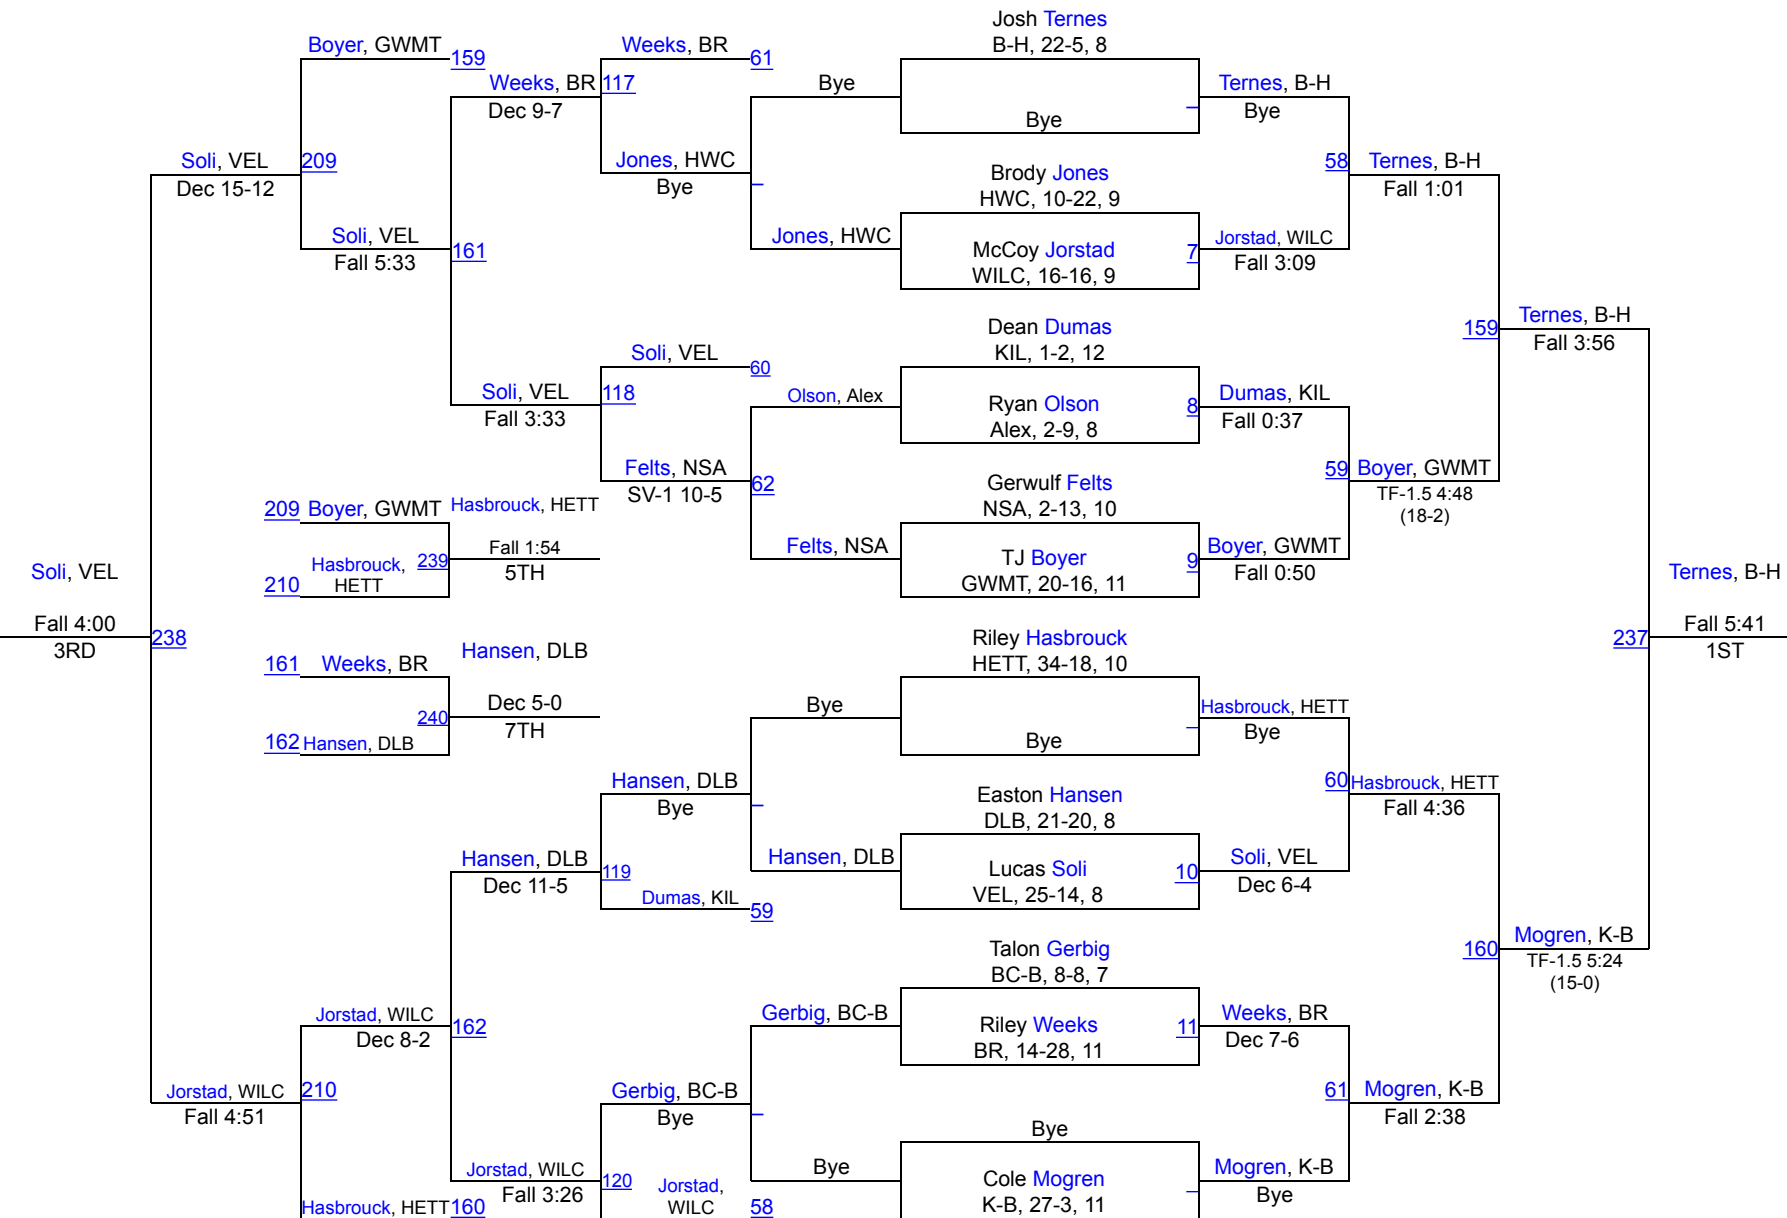 Josh Ternes
B-H, 22-5, 8
Boyer, GWMT
159
Weeks, BR
61
Weeks, BR
117
Dec 9-7
Bye
Bye
Ternes, B-H
Bye
Soli, VEL
209
Dec 15-12
Jones, HWC
Bye
Brody Jones
HWC, 10-22, 9
58
Ternes, B-H
Fall 1:01
Soli, VEL
Fall 5:33
161
Jones, HWC
McCoy Jorstad
WILC, 16-16, 9
7
Jorstad, WILC
Fall 3:09
Dean Dumas
KIL, 1-2, 12
159
Ternes, B-H
Fall 3:56
Soli, VEL
60
Soli, VEL
118
Fall 3:33
Olson, Alex
Ryan Olson
Alex, 2-9, 8
8
Dumas, KIL
Fall 0:37
Felts, NSA
SV-1 10-5
62
Gerwulf Felts
NSA, 2-13, 10
59
Boyer, GWMT
TF-1.5 4:48
(18-2)
209
Boyer, GWMT
Hasbrouck, HETT
Fall 1:54
5TH
Hasbrouck,
HETT
239
210
Felts, NSA
TJ Boyer
GWMT, 20-16, 11
9
Boyer, GWMT
Fall 0:50
Soli, VEL
Fall 4:00
3RD
238
Ternes, B-H
Fall 5:41
1ST
237
Riley Hasbrouck
HETT, 34-18, 10
161
Weeks, BR
Hansen, DLB
Dec 5-0
7TH
240
162
Hansen, DLB
Bye
Bye
Hasbrouck, HETT
Bye
Hansen, DLB
Bye
Easton Hansen
DLB, 21-20, 8
60
Hasbrouck, HETT
Fall 4:36
Hansen, DLB
Dec 11-5
119
Dumas, KIL
59
Hansen, DLB
Lucas Soli
VEL, 25-14, 8
10
Soli, VEL
Dec 6-4
Talon Gerbig
BC-B, 8-8, 7
160
Mogren, K-B
TF-1.5 5:24
(15-0)
Jorstad, WILC
Dec 8-2
162
Gerbig, BC-B
Riley Weeks
BR, 14-28, 11
11
Weeks, BR
Dec 7-6
Jorstad, WILC
210
Fall 4:51
Gerbig, BC-B
Bye
61
Mogren, K-B
Fall 2:38
Bye
Jorstad, WILC
Fall 3:26
120
Bye
Cole Mogren
K-B, 27-3, 11
Mogren, K-B
Bye
Hasbrouck, HETT
160
Jorstad,
WILC
58